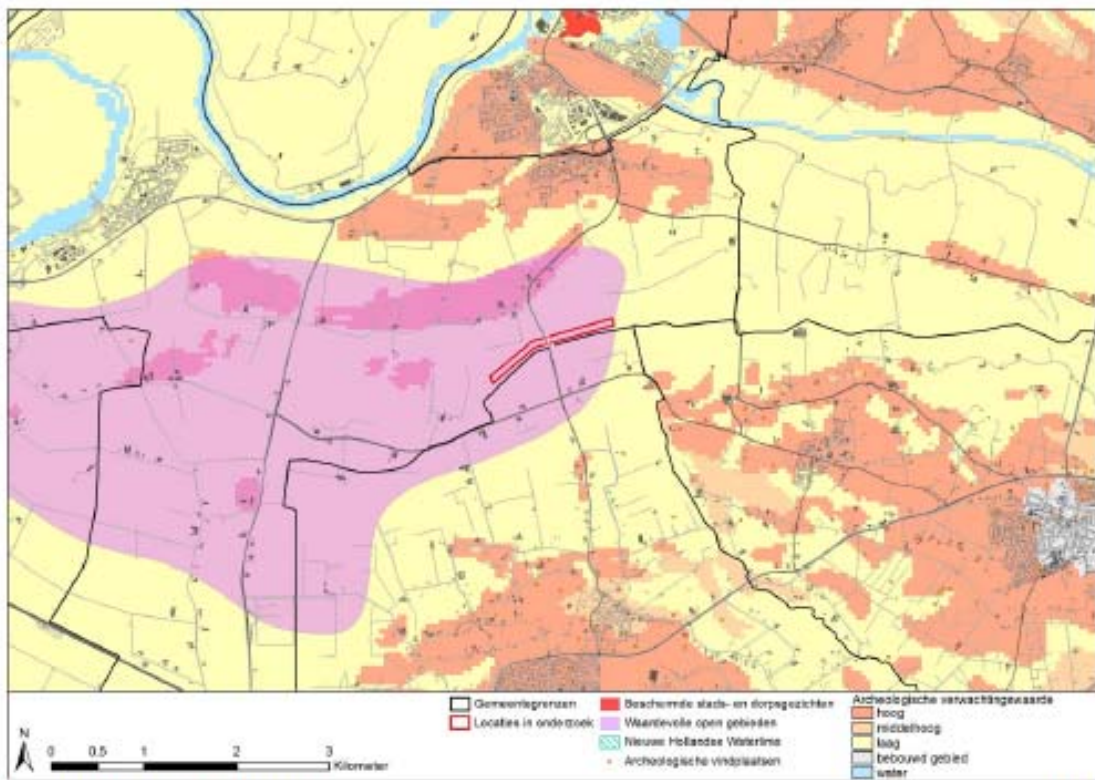 N
0 0.5 1 2 3
Kilometer
Gemeentegrenzen
Locaties in onderzoek
Beschermde stads- en dorpsgezichten
Waardevolle open gebieden
Nieuwe Hollandse Waterlinie
Archeologische vindplaatsen
Archeologische verwachtingswaarde
hoog
middelhoog
laag
bebouwd gebied
water